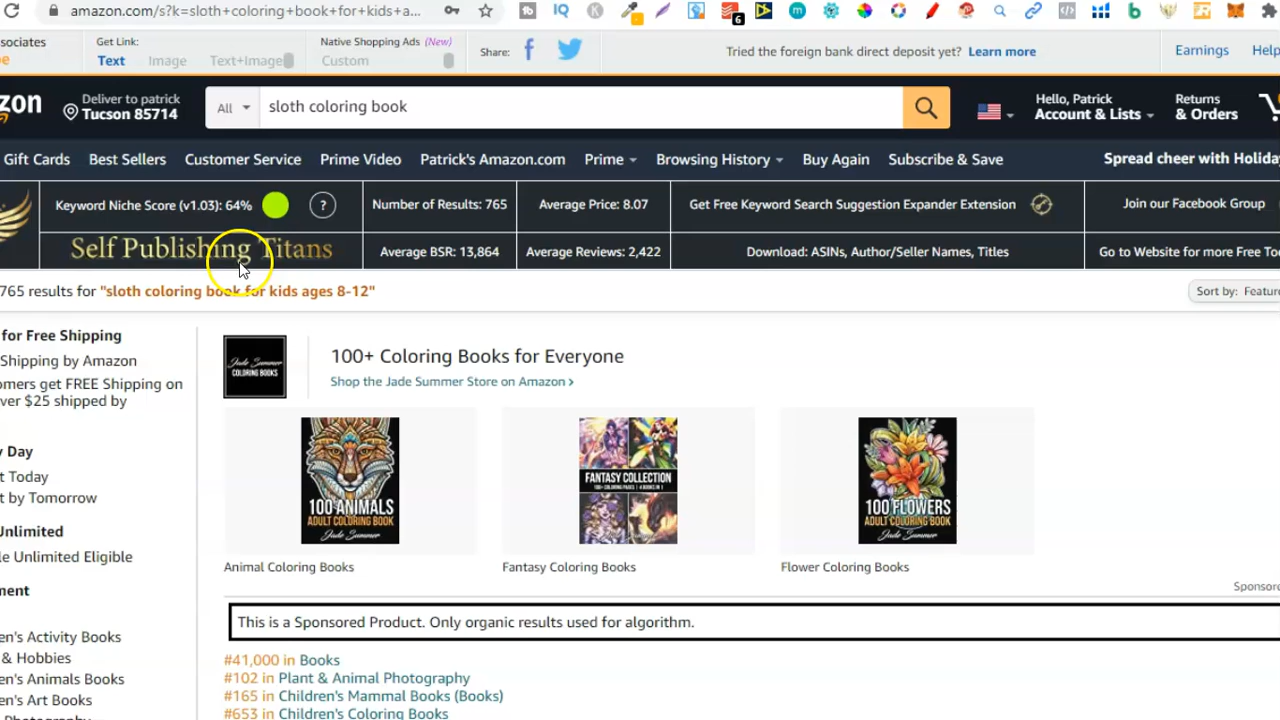 amazon.com/s?k=sloth+coloring+book+for+kids+a...
6
sociates
Get Link:
Text
Image
Text+Image
Native Shopping Ads (New)
Custom
Share:
Tried the foreign bank direct deposit yet? Learn more
Earnings
Help
zon
Deliver to patrick
Tucson 85714
All
sloth coloring book
Hello, Patrick
Account & Lists
Returns
& Orders
Gift Cards
Best Sellers
Customer Service
Prime Video
Patrick's Amazon.com
Prime
Browsing History
Buy Again
Subscribe & Save
Spread cheer with Holida
Keyword Niche Score (v1.03): 64%
?
Number of Results: 765
Average Price: 8.07
Get Free Keyword Search Suggestion Expander Extension
Join our Facebook Group
Self Publishing Titans
Average BSR: 13,864
Average Reviews: 2,422
Download: ASINs, Author/Seller Names, Titles
Go to Website for more Free To
765 results for "sloth coloring book for kids ages 8-12"
Sort by: Featur
for Free Shipping
Shipping by Amazon
omers get FREE Shipping on
ver $25 shipped by
y Day
t Today
t by Tomorrow
Unlimited
le Unlimited Eligible
ment
en's Activity Books
& Hobbies
en's Animals Books
en's Art Books
Jade Summer
COLORING BOOKS
100+ Coloring Books for Everyone
Shop the Jade Summer Store on Amazon ›
100 ANIMALS
ADULT COLORING BOOK
Jade Summer
FANTASY COLLECTION
100 FLOWERS
ADULT COLORING BOOK
Jade Summer
Animal Coloring Books
Fantasy Coloring Books
Flower Coloring Books
Sponsore
This is a Sponsored Product. Only organic results used for algorithm.
#41,000 in Books
#102 in Plant & Animal Photography
#165 in Children's Mammal Books (Books)
#653 in Children's Coloring Books